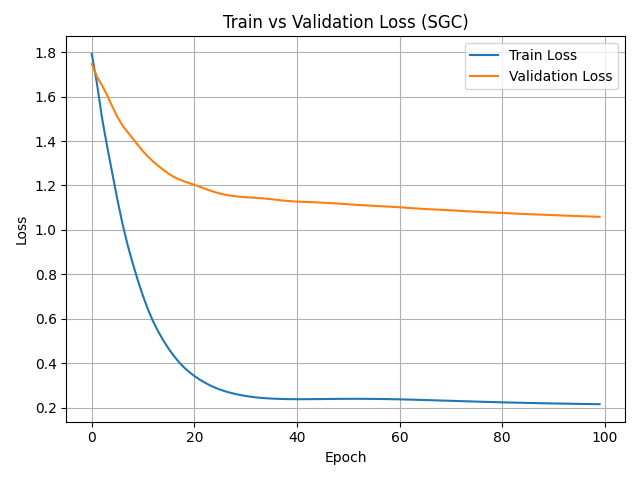 Train vs Validation Loss (SGC)
Train Loss
Validation Loss
Loss
1.8
1.6
1.4
1.2
1.0
0.8
0.6
0.4
0.2
0 20 40 60 80 100
Epoch